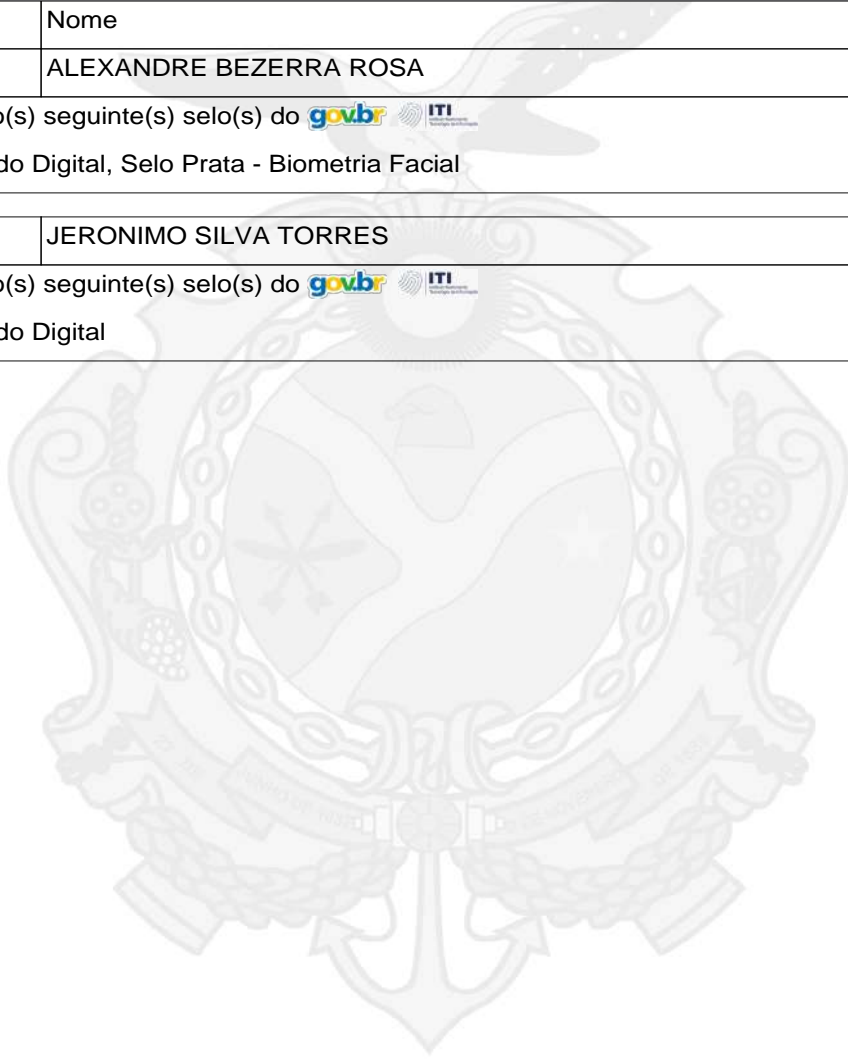 Nome
ALEXANDRE BEZERRA ROSA
o(s) seguinte(s) selo(s) do gov.br ITI
do Digital, Selo Prata - Biometria Facial
JERONIMO SILVA TORRES
o(s) seguinte(s) selo(s) do gov.br ITI
do Digital